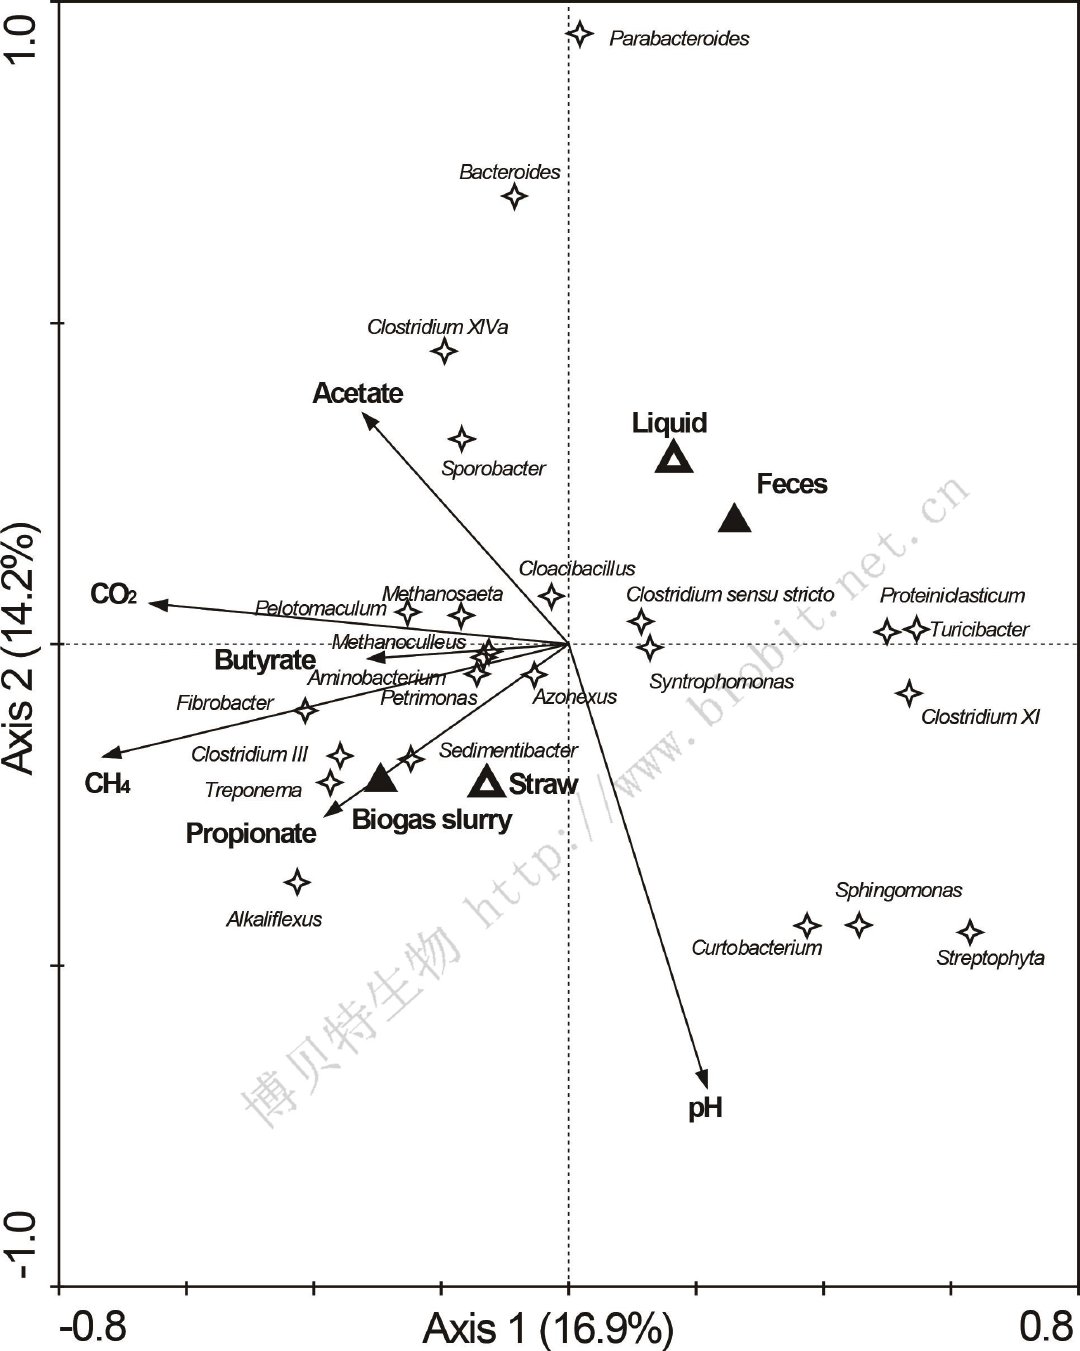 1.0
Parabacteroides
Bacteroides
Clostridium XIVa
Acetate
Liquid
Sporobacter
Feces
Cloacibacillus
CO2
Methanosaeta
Clostridium sensu stricto
Proteiniclasticum
Pelotomaculum
Turicibacter
Methanoculleus
Butyrate
Aminobacterium
Syntrophomonas
Petrimonas
Azohexus
Fibrobacter
Clostridium XI
Clostridium III
Sedimentibacter
CH4
Treponema
Straw
Biogas slurry
Propionate
Sphingomonas
Alkaliflexus
Curtobacterium
Streptophyta
pH
Axis 2 (14.2%)
-1.0
-0.8
Axis 1 (16.9%)
0.8
博贝特生物 http://www.brobit.net.cn